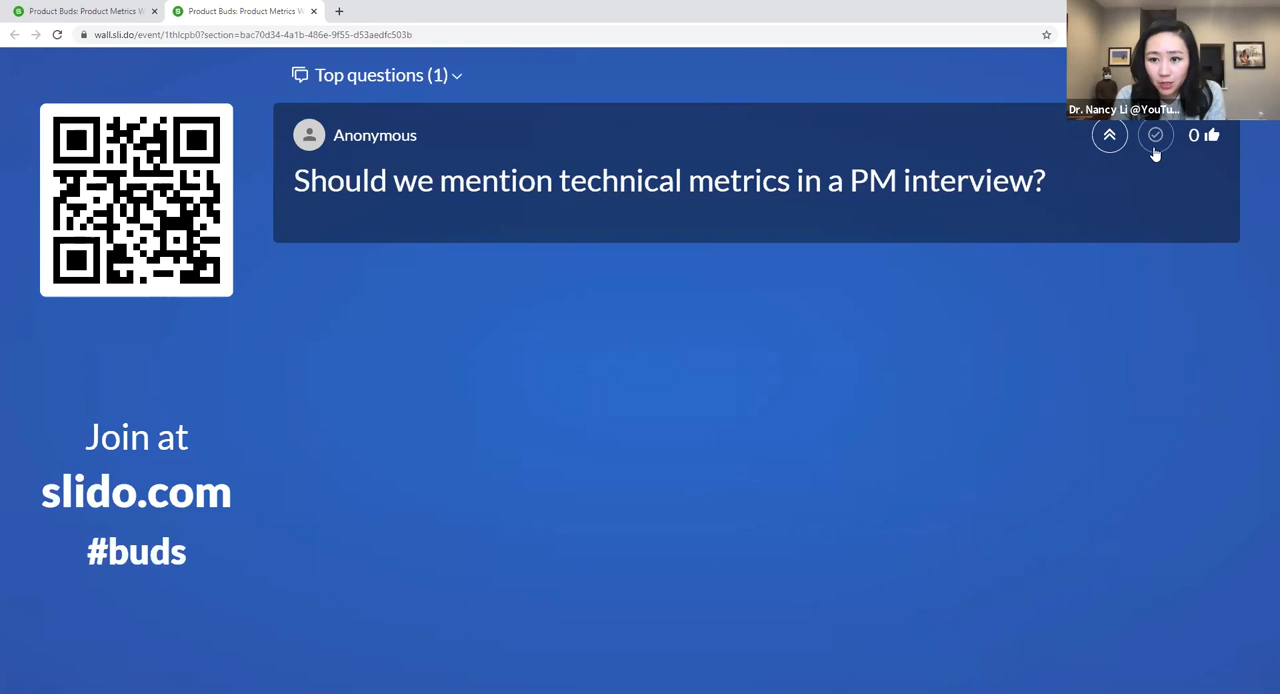 Product Buds: Product Metrics W
Product Buds: Product Metrics W
wall.sli.do/event/1thlcpb0?section=bac70d34-4a1b-486e-9f55-d53aedfc503b
Top questions (1)
Dr. Nancy Li @YouTu...
Anonymous
0
Should we mention technical metrics in a PM interview?
Join at
slido.com
#buds